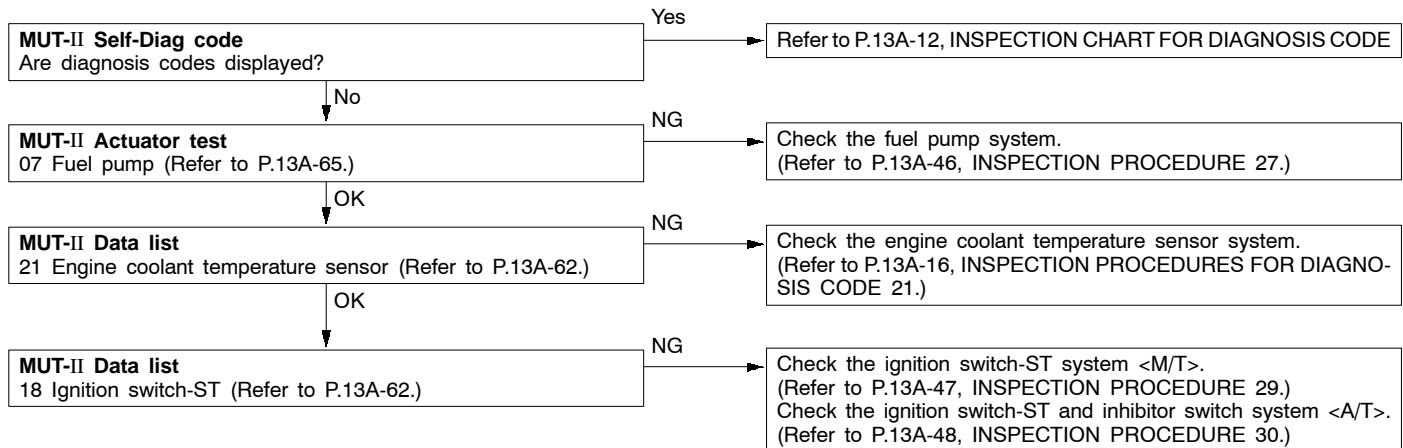 MUT-II Self-Diag code
Are diagnosis codes displayed?
Yes
Refer to P.13A-12, INSPECTION CHART FOR DIAGNOSIS CODE
No
MUT-II Actuator test
07 Fuel pump (Refer to P.13A-65.)
NG
Check the fuel pump system.
(Refer to P.13A-46, INSPECTION PROCEDURE 27.)
OK
MUT-II Data list
21 Engine coolant temperature sensor (Refer to P.13A-62.)
NG
Check the engine coolant temperature sensor system.
(Refer to P.13A-16, INSPECTION PROCEDURES FOR DIAGNO-
SIS CODE 21.)
OK
MUT-II Data list
18 Ignition switch-ST (Refer to P.13A-62.)
NG
Check the ignition switch-ST system <M/T>.
(Refer to P.13A-47, INSPECTION PROCEDURE 29.)
Check the ignition switch-ST and inhibitor switch system <A/T>.
(Refer to P.13A-48, INSPECTION PROCEDURE 30.)